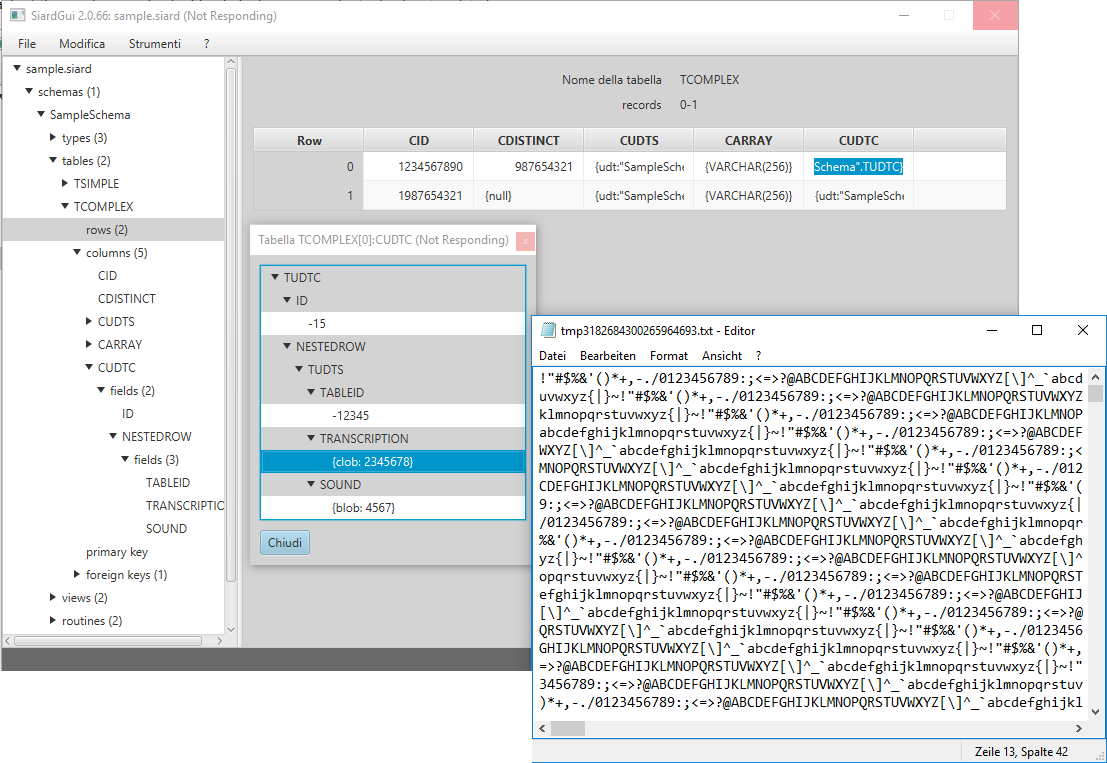 SiardGui 2.0.66: sample.siard (Not Responding)
File Modifica Strumenti ?
sample.siard
schemas (1)
SampleSchema
types (3)
tables (2)
TSIMPLE
TCOMPLEX
rows (2)
columns (5)
CID
CDISTINCT
CUDTS
CARRAY
CUDTC
fields (2)
ID
NESTEDROW
fields (3)
TABLEID
TRANSCRIPTIO
SOUND
primary key
foreign keys (1)
views (2)
routines (2)
Nome della tabella TCOMPLEX
records 0-1
Row CID CDISTINCT CUDTS CARRAY CUDTC
0 1234567890 987654321 {udt:"SampleSche {VARCHAR(256)} Schema".TUDTC}
1 1987654321 {null} {udt:"SampleSche {VARCHAR(256)} {udt:"SampleSche
Tabella TCOMPLEX[0]:CUDTC (Not Responding) x
TUDTC
ID
-15
NESTEDROW
TUDTS
TABLEID
-12345
TRANSCRIPTION
{clob: 2345678}
SOUND
{blob: 4567}
Chiudi
tmp3182684300265964693.txt - Editor
Datei Bearbeiten Format Ansicht ?
!"#$%&'()*+,-./0123456789:;<=>?@ABCDEFGHIJKLMNOPQRSTUVWXYZ[\]^_`abcd
uvwxyz{|}~!"#$%&'()*+,-./0123456789:;<=>?@ABCDEFGHIJKLMNOPQRSTUVWXYZ
klmnopqrstuvwxyz{|}~!"#$%&'()*+,-./0123456789:;<=>?@ABCDEFGHIJKLMNOP
abcdefghijklmnopqrstuvwxyz{|}~!"#$%&'()*+,-./0123456789:;<=>?@ABCDEF
WXYZ[\]^_`abcdefghijklmnopqrstuvwxyz{|}~!"#$%&'()*+,-./0123456789:;<
MNOPQRSTUVWXYZ[\]^_`abcdefghijklmnopqrstuvwxyz{|}~!"#$%&'()*+,-./012
CDEFGHIJKLMNOPQRSTUVWXYZ[\]^_`abcdefghijklmnopqrstuvwxyz{|}~!"#$%&'(
9:;<=>?@ABCDEFGHIJKLMNOPQRSTUVWXYZ[\]^_`abcdefghijklmnopqrstuvwxyz{|
/0123456789:;<=>?@ABCDEFGHIJKLMNOPQRSTUVWXYZ[\]^_`abcdefghijklmnopqr
%&'()*+,-./0123456789:;<=>?@ABCDEFGHIJKLMNOPQRSTUVWXYZ[\]^_`abcdefgh
yz{|}~!"#$%&'()*+,-./0123456789:;<=>?@ABCDEFGHIJKLMNOPQRSTUVWXYZ[\]^
opqrstuvwxyz{|}~!"#$%&'()*+,-./0123456789:;<=>?@ABCDEFGHIJKLMNOPQRST
efghijklmnopqrstuvwxyz{|}~!"#$%&'()*+,-./0123456789:;<=>?@ABCDEFGHIJ
[\]^_`abcdefghijklmnopqrstuvwxyz{|}~!"#$%&'()*+,-./0123456789:;<=>?@
QRSTUVWXYZ[\]^_`abcdefghijklmnopqrstuvwxyz{|}~!"#$%&'()*+,-./0123456
GHIJKLMNOPQRSTUVWXYZ[\]^_`abcdefghijklmnopqrstuvwxyz{|}~!"#$%&'()*+,
=>?@ABCDEFGHIJKLMNOPQRSTUVWXYZ[\]^_`abcdefghijklmnopqrstuvwxyz{|}~!"
3456789:;<=>?@ABCDEFGHIJKLMNOPQRSTUVWXYZ[\]^_`abcdefghijklmnopqrstuv
)*+,-./0123456789:;<=>?@ABCDEFGHIJKLMNOPQRSTUVWXYZ[\]^_`abcdefghijkl
Zeile 13, Spalte 42